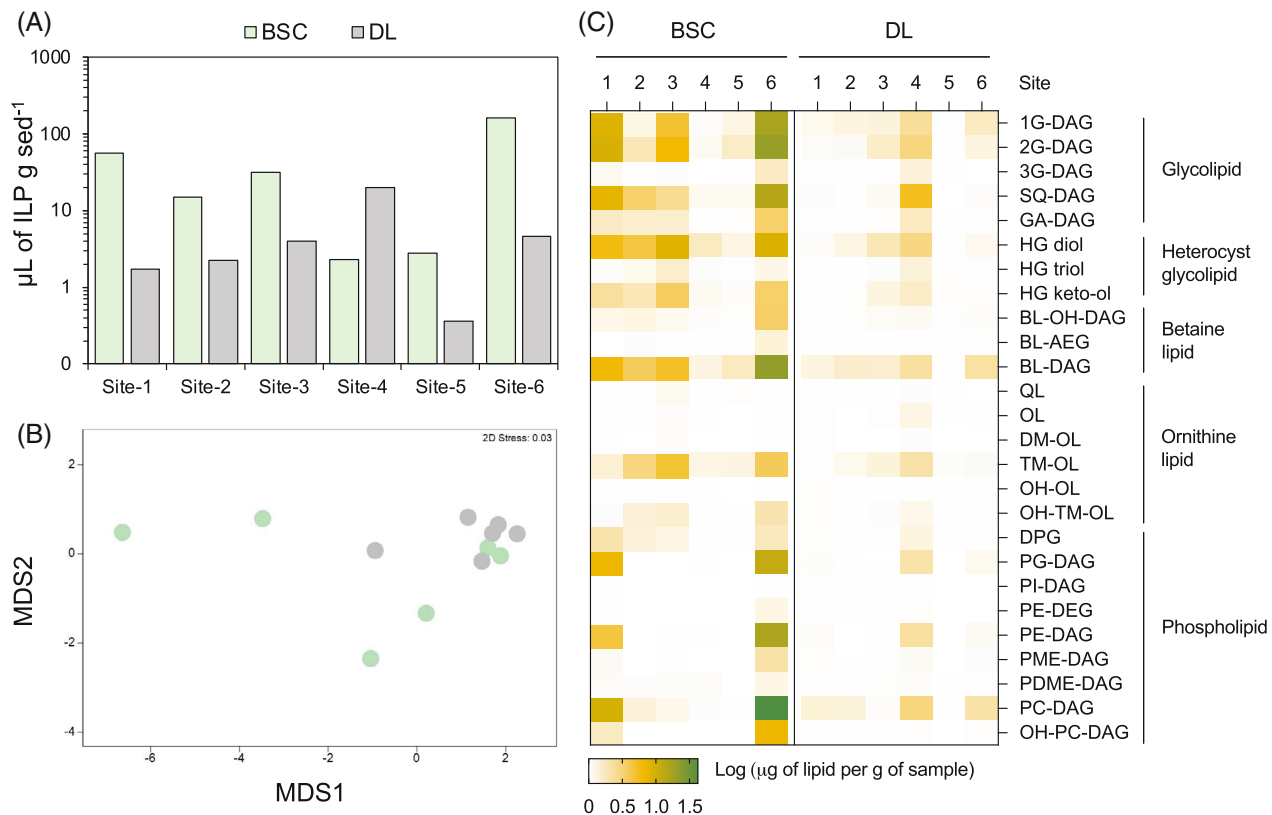 (A)
BSC DL
1000
100
10
1
0
µL of ILP g sed⁻¹
Site-1 Site-2 Site-3 Site-4 Site-5 Site-6
(B)
2D Stress: 0.03
2
0
-2
-4
MDS2
-6 -4 -2 0 2
MDS1
(C)
BSC DL
1 2 3 4 5 6 1 2 3 4 5 6 Site
1G-DAG
2G-DAG
3G-DAG
SQ-DAG
GA-DAG
Glycolipid
HG diol
HG triol
HG keto-ol
Heterocyst
glycolipid
BL-OH-DAG
BL-AEG
BL-DAG
Betaine
lipid
QL
OL
DM-OL
TM-OL
OH-OL
OH-TM-OL
Ornithine
lipid
DPG
PG-DAG
PI-DAG
PE-DEG
PE-DAG
PME-DAG
PDME-DAG
PC-DAG
OH-PC-DAG
Phospholipid
Log (µg of lipid per g of sample)
0 0.5 1.0 1.5